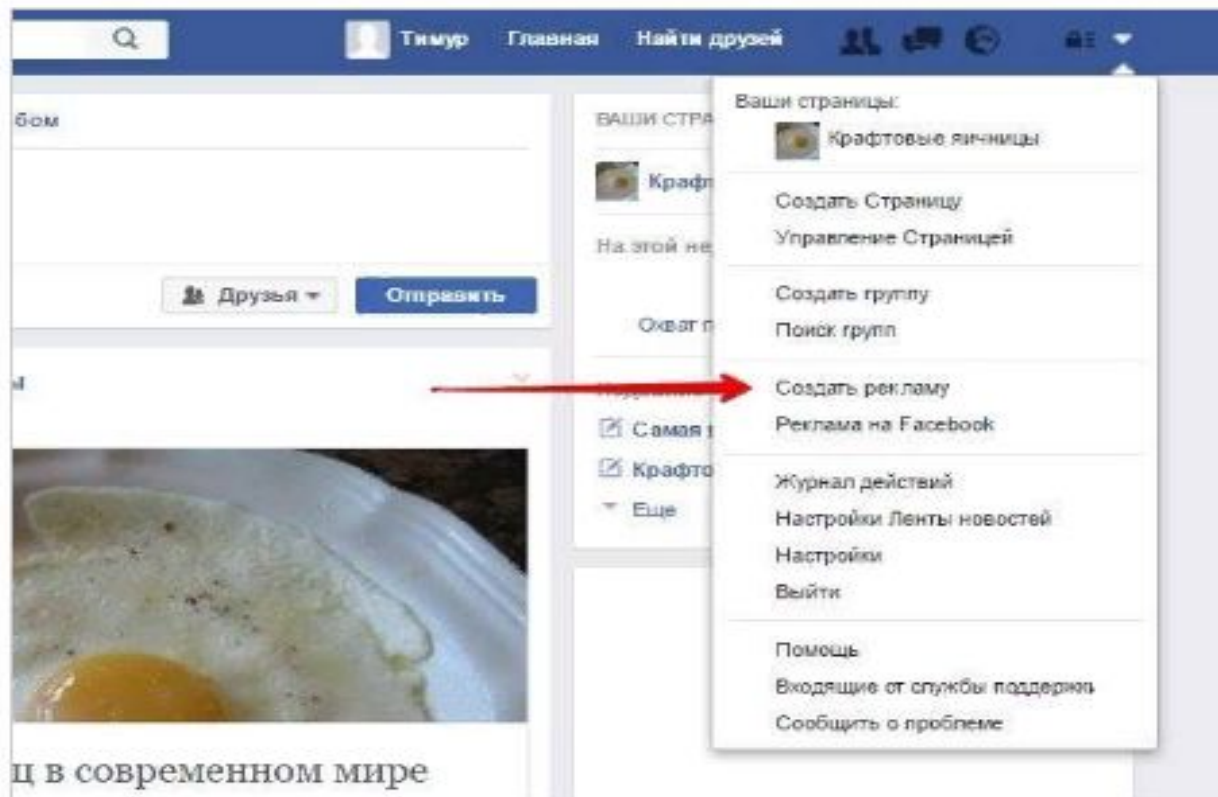 Тимур Главная Найти друзей
бом
Друзья
Отправить
ы
ц в современном мире
ВАШИ СТРА
Крафт
На этой не
Охват п
Самая
Крафто
Еще
Ваши страницы:
Крафтовые яичницы
Создать Страницу
Управление Страницей
Создать группу
Поиск групп
Создать рекламу
Реклама на Facebook
Журнал действий
Настройки Ленты новостей
Настройки
Выйти
Помощь
Входящие от службы поддержки
Сообщить о проблеме